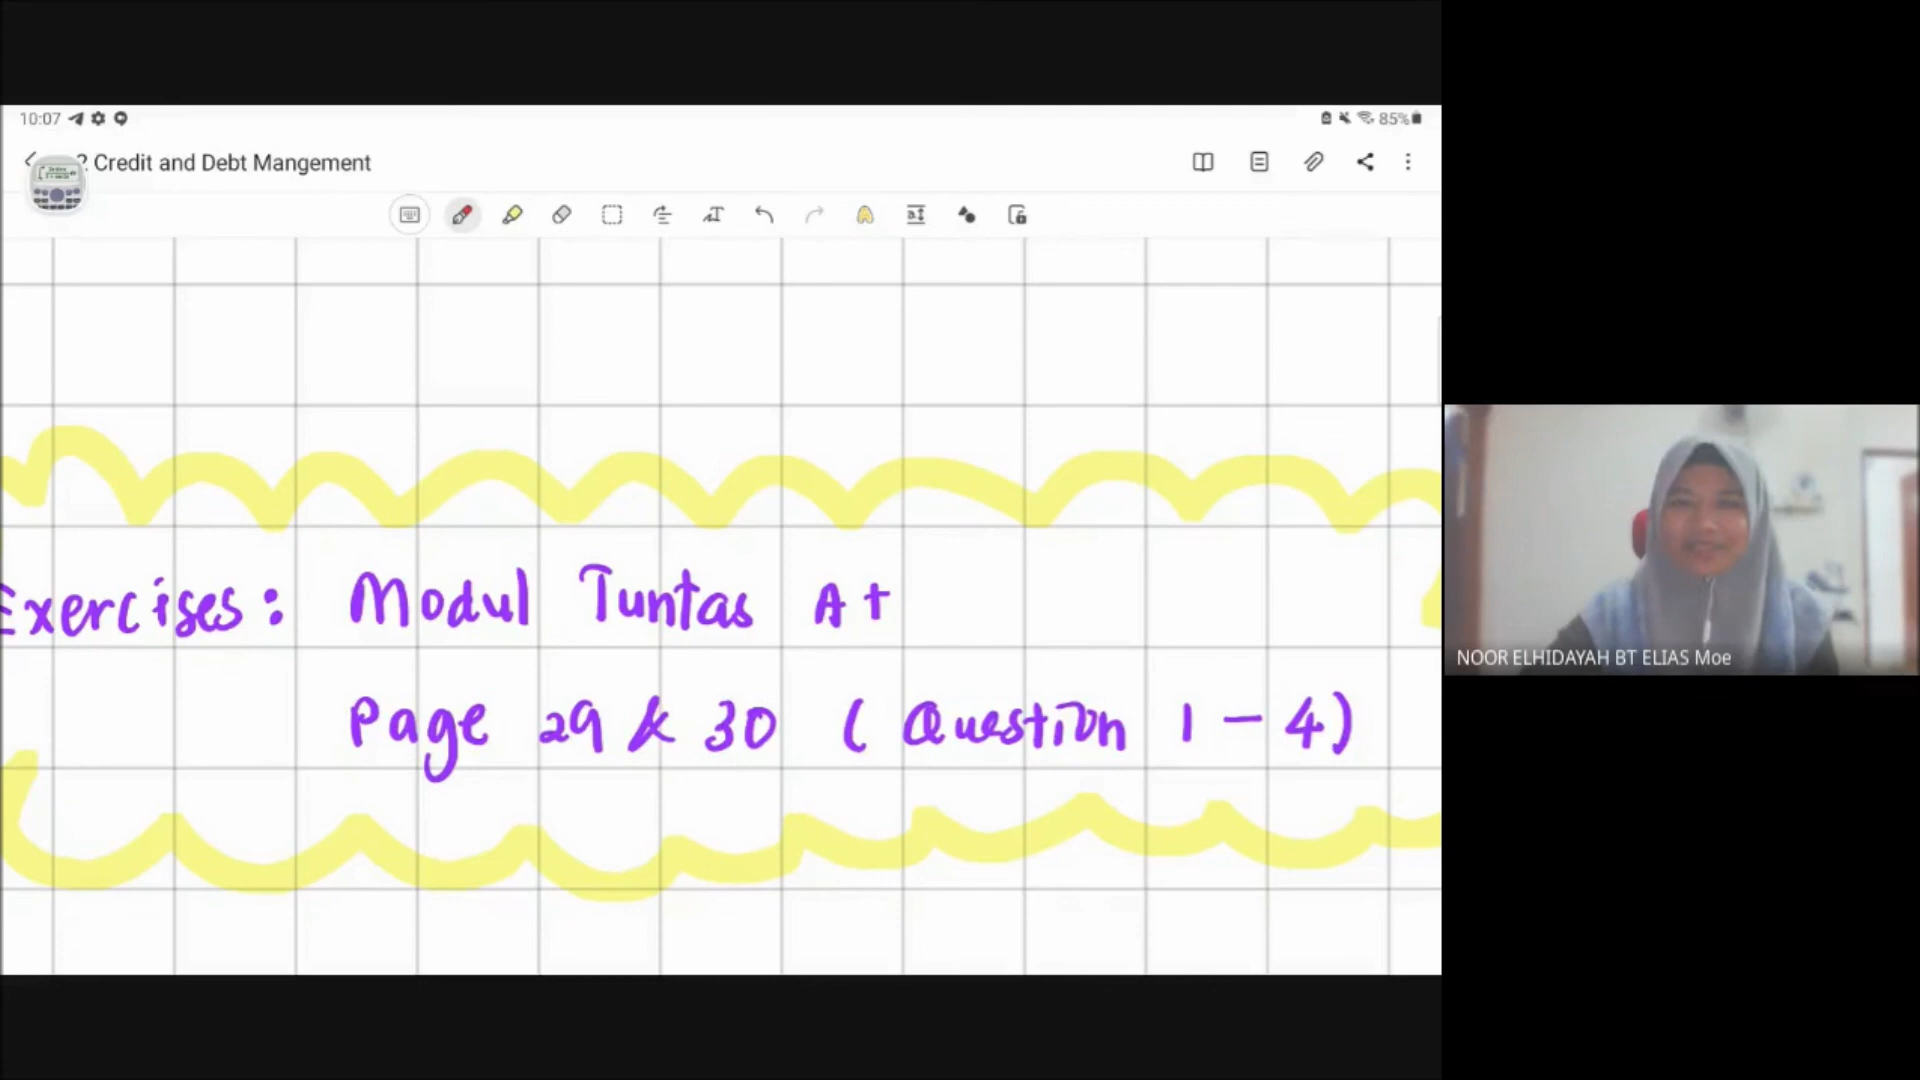 10:07
85%
2 Credit and Debt Mangement
Exercises: Modul Tuntas A+
Page 29 & 30 (Question 1 - 4)
NOOR ELHIDAYAH BT ELIAS Moe